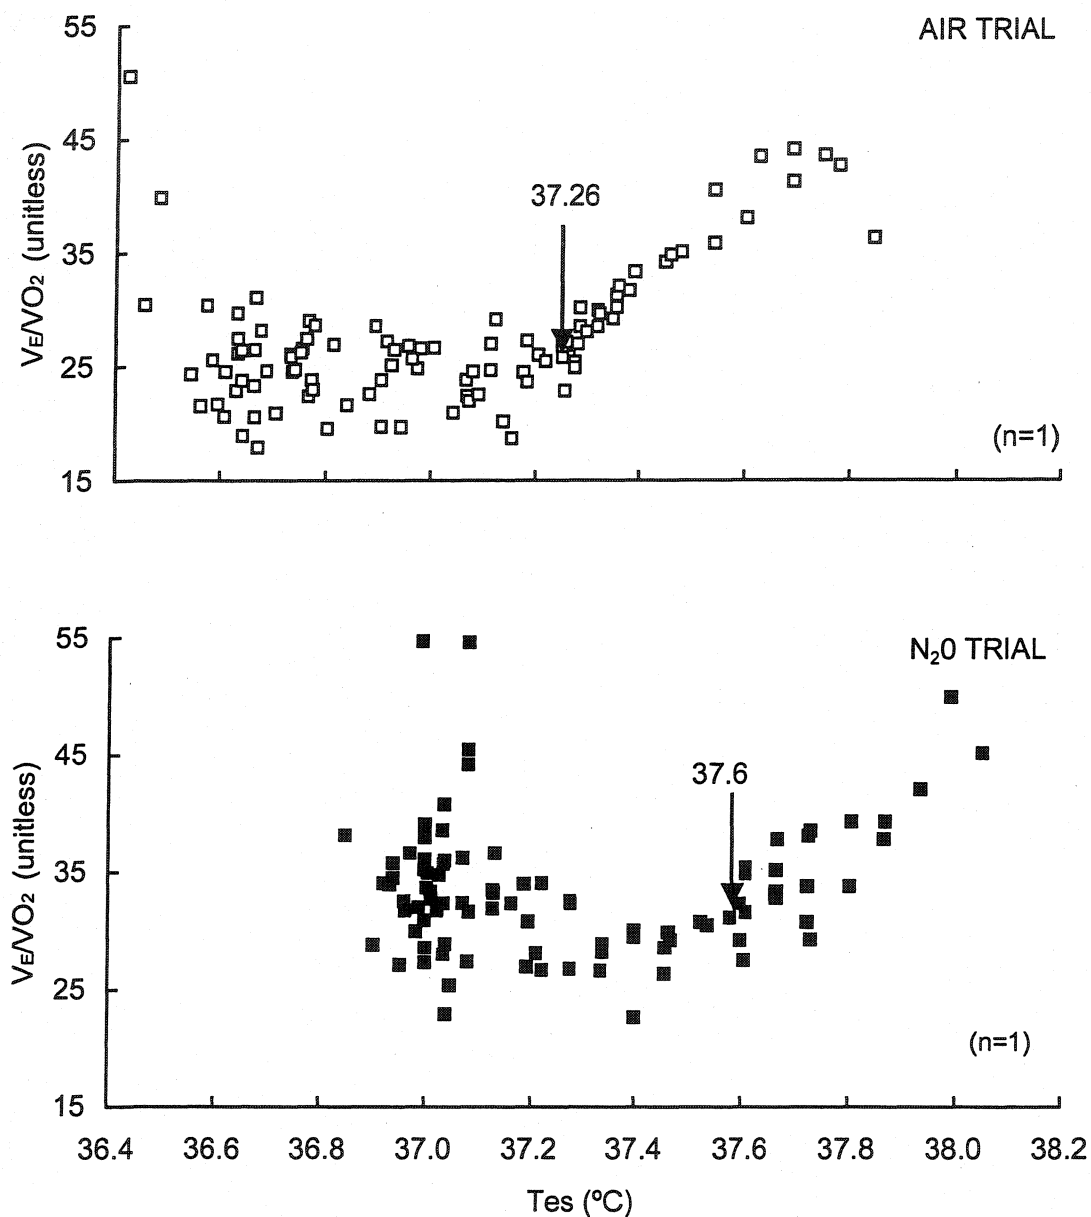 AIR TRIAL
55
45
35
25
15
VE/VO2 (unitless)
37.26
(n=1)
N20 TRIAL
55
45
35
25
15
VE/VO2 (unitless)
37.6
(n=1)
36.4 36.6 36.8 37.0 37.2 37.4 37.6 37.8 38.0 38.2
Tes (ºC)